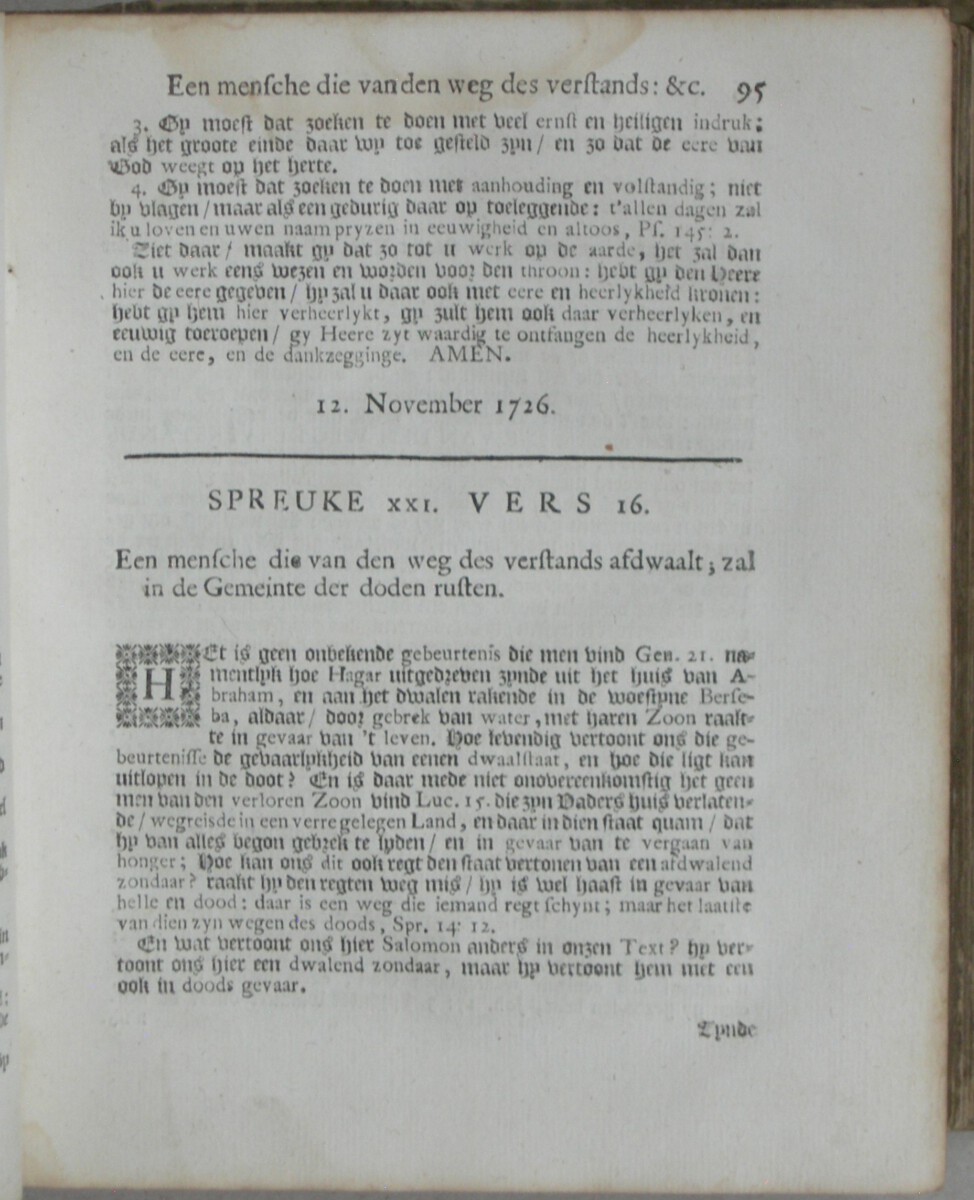 Een menſche die van den weg des verſtands: &c. 95
3. Gy moeſt dat zoeken te doen met veel ernſt en heiligen indruk;
als het groote einde daar wy toe geſteld zyn / en zo dat de eere van
God weegt op het herte.
4. Gy moeſt dat zoeken te doen met aanhouding en volſtandig; niet
by vlagen / maar als een gedurig daar op toeleggende: t'allen dagen zal
ik u loven en uwen naam pryzen in eeuwigheid en altoos, Pſ. 145: 2.
Ziet daar / maakt gy dat zo tot u werk op de aarde, het zal dan
ook u werk eens wezen en worden voor den throon: hebt gy den Heere
hier de eere gegeven / hy zal u daar ook met eere en heerlykheid kronen:
hebt gy hem hier verheerlykt, gy zult hem ook daar verheerlyken, en
eeuwig toeroepen / gy Heere zyt waardig te ontfangen de heerlykheid,
en de eere, en de dankzegginge. AMEN.
12. November 1726.
SPREUKE XXI. VERS 16.
Een menſche die van den weg des verſtands afdwaalt; zal
in de Gemeinte der doden ruſten.
HEt is geen onbekende gebeurtenis die men vind Gen. 21. na-
mentlyk hoe Hagar uitgedreven zynde uit het huis van A-
braham, en aan het dwalen rakende in de woeſtyne Berſe-
ba, aldaar / door gebrek van water, met haren Zoon raak-
te in gevaar van 't leven. Hoe levendig vertoont ons die ge-
beurteniſſe de gevaarlykheid van eenen dwaalſtaat, en hoe die ligt kan
uitlopen in de doot? En is daar mede niet onovereenkomſtig het geen
men van den verloren Zoon vind Luc. 15. die zyn Vaders huis verlaten-
de / wegreisde in een verre gelegen Land, en daar in dien ſtaat quam / dat
hy van alles begon gebrek te lyden / en in gevaar van te vergaan van
honger; Hoe kan ons dit ook regt den ſtaat vertonen van een afdwalend
zondaar? raakt hy den regten weg mis / hy is wel haaſt in gevaar van
helle en dood: daar is een weg die iemand regt ſchynt; maar het laatſte
van dien zyn wegen des doods, Spr. 14: 12.
En wat vertoont ons hier Salomon anders in onzen Text? hy ver-
toont ons hier een dwalend zondaar, maar hy vertoont hem met een
ook in doods gevaar.
Zynde